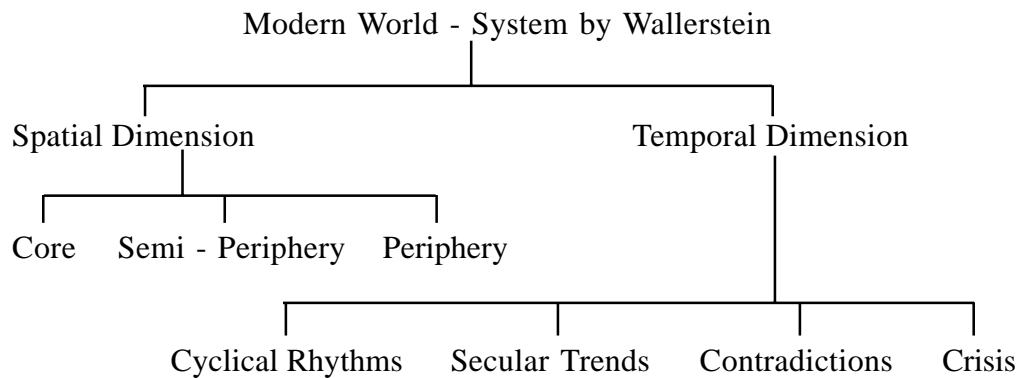 Modern World - System by Wallerstein
Spatial Dimension Temporal Dimension
Core Semi - Periphery Periphery
Cyclical Rhythms Secular Trends Contradictions Crisis